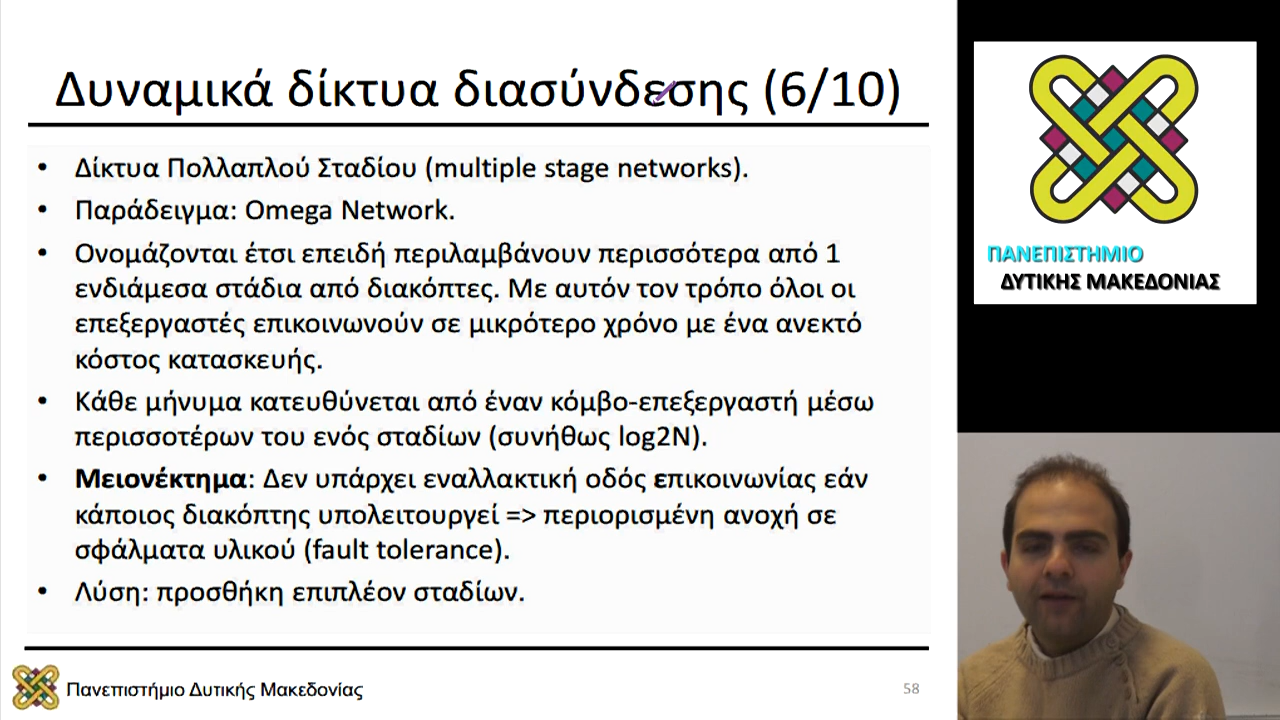 Δυναμικά δίκτυα διασύνδεσης (6/10)
• Δίκτυα Πολλαπλού Σταδίου (multiple stage networks).
• Παράδειγμα: Omega Network.
• Ονομάζονται έτσι επειδή περιλαμβάνουν περισσότερα από 1
ενδιάμεσα στάδια από διακόπτες. Με αυτόν τον τρόπο όλοι οι
επεξεργαστές επικοινωνούν σε μικρότερο χρόνο με ένα ανεκτό
κόστος κατασκευής.
• Κάθε μήνυμα κατευθύνεται από έναν κόμβο-επεξεργαστή μέσω
περισσοτέρων του ενός σταδίων (συνήθως log2N).
• Μειονέκτημα: Δεν υπάρχει εναλλακτική οδός επικοινωνίας εάν
κάποιος διακόπτης υπολειτουργεί => περιορισμένη ανοχή σε
σφάλματα υλικού (fault tolerance).
• Λύση: προσθήκη επιπλέον σταδίων.
Πανεπιστήμιο Δυτικής Μακεδονίας
58
ΠΑΝΕΠΙΣΤΗΜΙΟ
ΔΥΤΙΚΗΣ ΜΑΚΕΔΟΝΙΑΣ